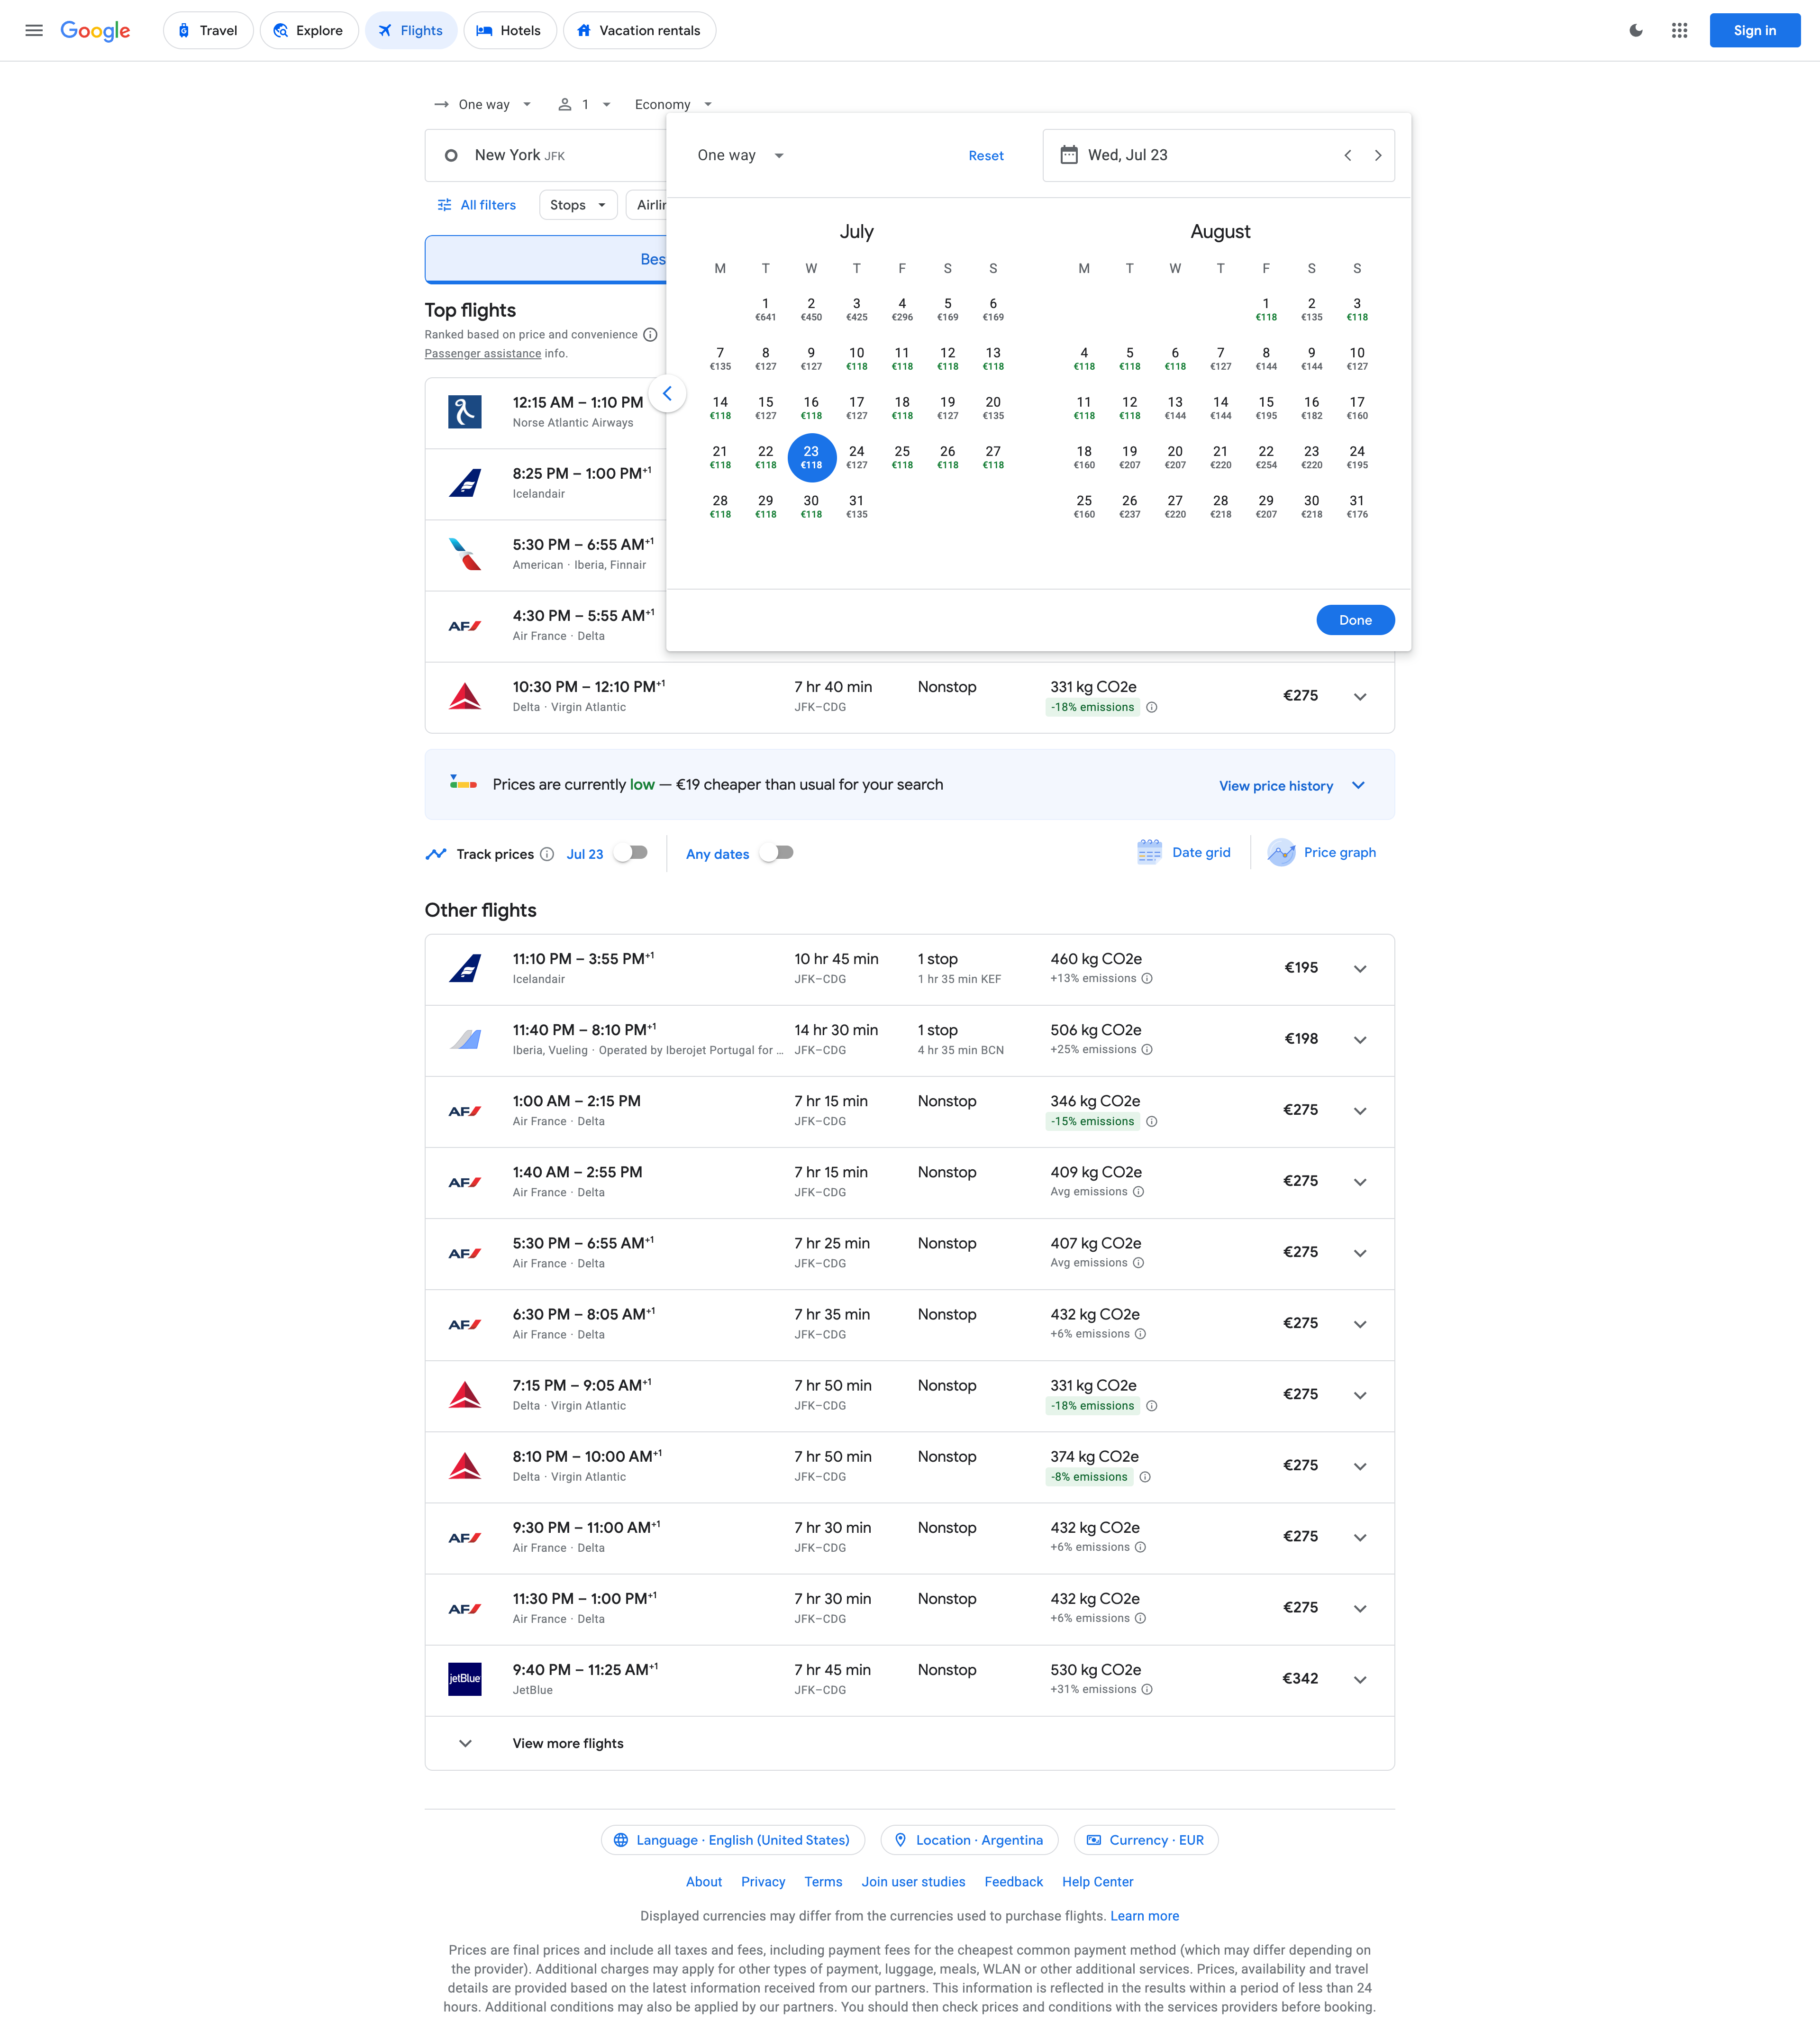 Google
Travel
Explore
Flights
Hotels
Vacation rentals
Sign in
One way
1
Economy
New York JFK
All filters
Stops
Bes
Top flights
Ranked based on price and convenience
Passenger assistance info.
One way
Reset
Wed, Jul 23
July
M T W T F S S
1 2 3 4 5 6
€641 €450 €425 €296 €169 €169
7 8 9 10 11 12 13
€135 €127 €127 €118 €118 €118 €118
14 15 16 17 18 19 20
€118 €127 €118 €127 €118 €127 €135
21 22 23 24 25 26 27
€118 €118 €118 €127 €118 €118 €118
28 29 30 31
€118 €118 €118 €135
August
M T W T F S S
1 2 3
€118 €135 €118
4 5 6 7 8 9 10
€118 €118 €118 €127 €144 €144 €127
11 12 13 14 15 16 17
€118 €118 €144 €144 €195 €182 €160
18 19 20 21 22 23 24
€160 €207 €207 €220 €254 €220 €195
25 26 27 28 29 30 31
€160 €237 €220 €218 €207 €218 €176
Done
12:15 AM – 1:10 PM
Norse Atlantic Airways
8:25 PM – 1:00 PM+1
Icelandair
5:30 PM – 6:55 AM+1
American · Iberia, Finnair
AF
4:30 PM – 5:55 AM+1
Air France · Delta
10:30 PM – 12:10 PM+1 7 hr 40 min Nonstop 331 kg CO2e €275
Delta · Virgin Atlantic JFK–CDG -18% emissions
Prices are currently low — €19 cheaper than usual for your search
View price history
Track prices
Jul 23
Any dates
Date grid
Price graph
Other flights
11:10 PM – 3:55 PM+1 10 hr 45 min 1 stop 460 kg CO2e €195
Icelandair JFK–CDG 1 hr 35 min KEF +13% emissions
11:40 PM – 8:10 PM+1 14 hr 30 min 1 stop 506 kg CO2e €198
Iberia, Vueling · Operated by Iberojet Portugal for ... JFK–CDG 4 hr 35 min BCN +25% emissions
AF 1:00 AM – 2:15 PM 7 hr 15 min Nonstop 346 kg CO2e €275
Air France · Delta JFK–CDG -15% emissions
AF 1:40 AM – 2:55 PM 7 hr 15 min Nonstop 409 kg CO2e €275
Air France · Delta JFK–CDG Avg emissions
AF 5:30 PM – 6:55 AM+1 7 hr 25 min Nonstop 407 kg CO2e €275
Air France · Delta JFK–CDG Avg emissions
AF 6:30 PM – 8:05 AM+1 7 hr 35 min Nonstop 432 kg CO2e €275
Air France · Delta JFK–CDG +6% emissions
7:15 PM – 9:05 AM+1 7 hr 50 min Nonstop 331 kg CO2e €275
Delta · Virgin Atlantic JFK–CDG -18% emissions
8:10 PM – 10:00 AM+1 7 hr 50 min Nonstop 374 kg CO2e €275
Delta · Virgin Atlantic JFK–CDG -8% emissions
AF 9:30 PM – 11:00 AM+1 7 hr 30 min Nonstop 432 kg CO2e €275
Air France · Delta JFK–CDG +6% emissions
AF 11:30 PM – 1:00 PM+1 7 hr 30 min Nonstop 432 kg CO2e €275
Air France · Delta JFK–CDG +6% emissions
jetBlue 9:40 PM – 11:25 AM+1 7 hr 45 min Nonstop 530 kg CO2e €342
JetBlue JFK–CDG +31% emissions
View more flights
Language · English (United States)
Location · Argentina
Currency · EUR
About Privacy Terms Join user studies Feedback Help Center
Displayed currencies may differ from the currencies used to purchase flights. Learn more
Prices are final prices and include all taxes and fees, including payment fees for the cheapest common payment method (which may differ depending on
the provider). Additional charges may apply for other types of payment, luggage, meals, WLAN or other additional services. Prices, availability and travel
details are provided based on the latest information received from our partners. This information is reflected in the results within a period of less than 24
hours. Additional conditions may also be applied by our partners. You should then check prices and conditions with the services providers before booking.